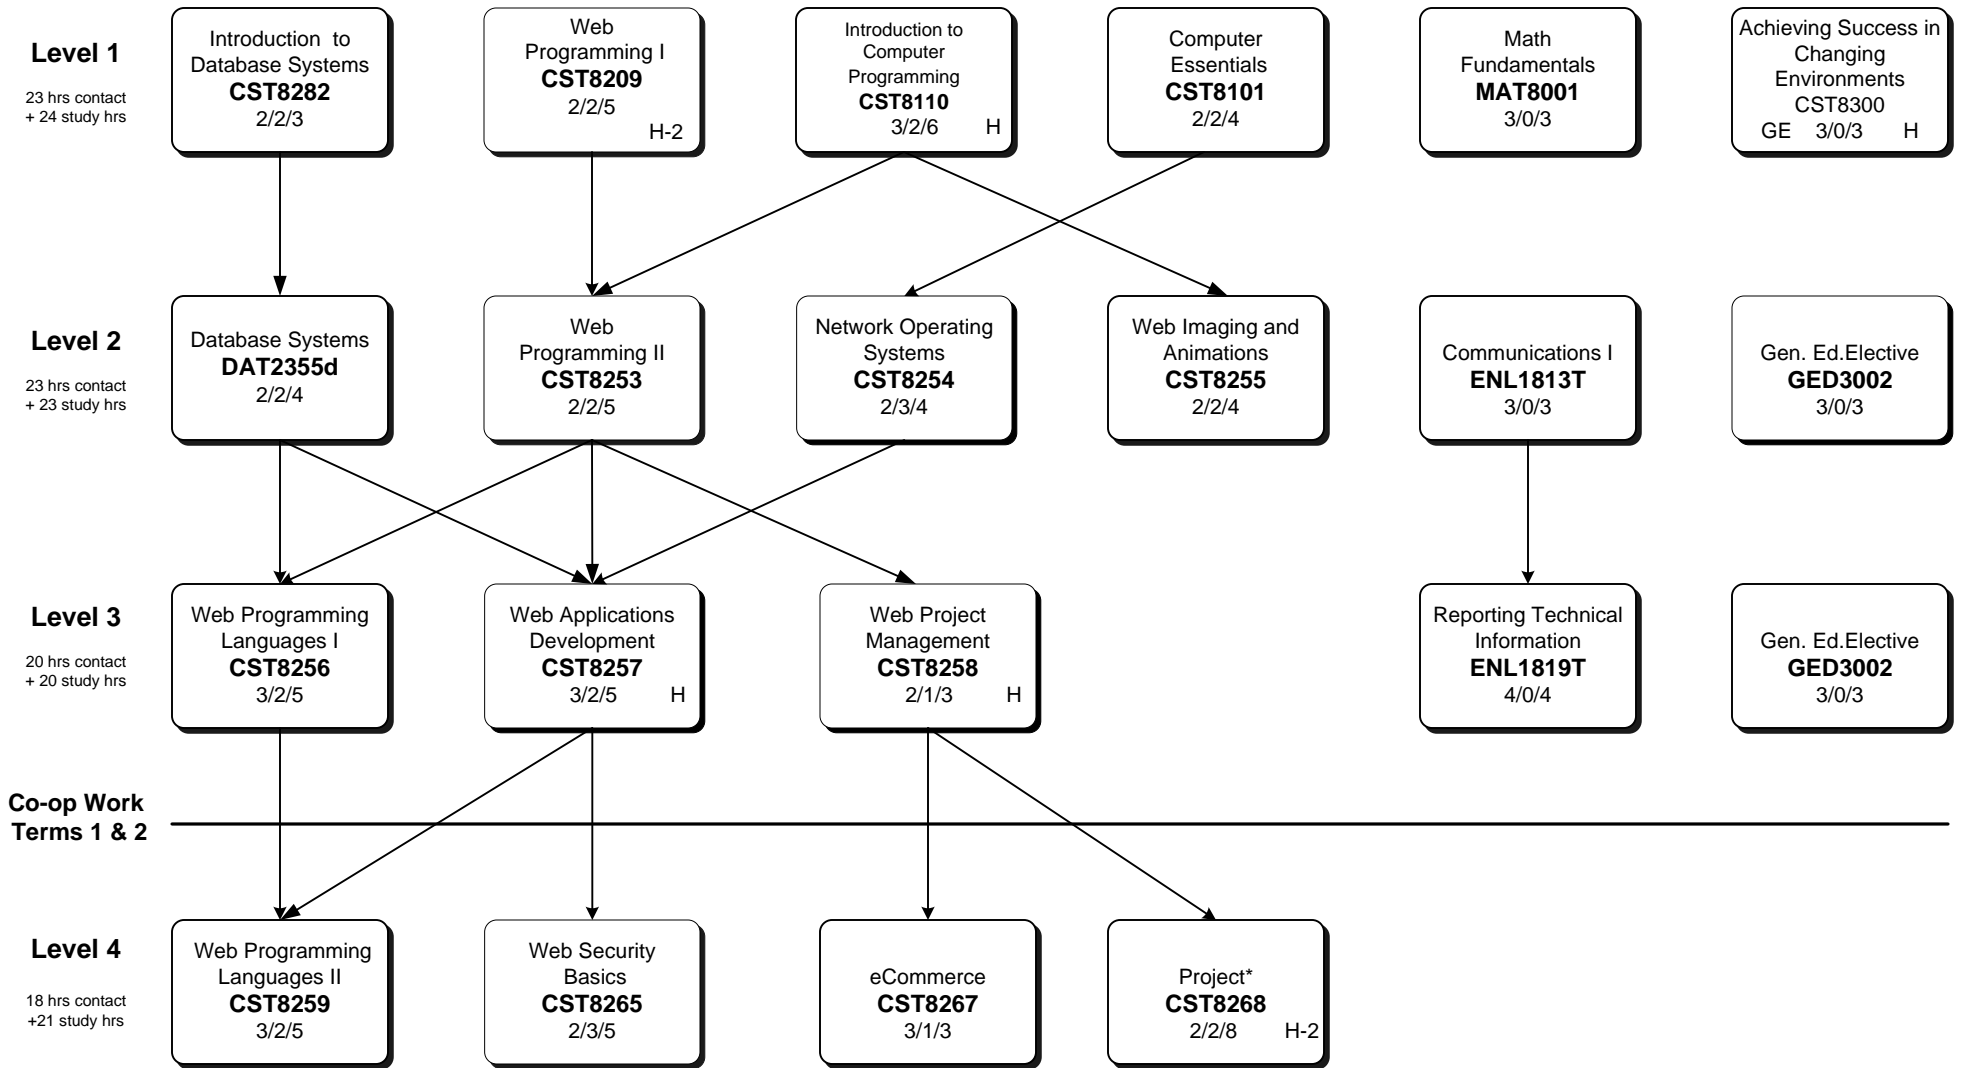 Level 1
23 hrs contact
+ 24 study hrs
Introduction to
Database Systems
CST8282
2/2/3
Web
Programming I
CST8209
2/2/5
H-2
Introduction to
Computer
Programming
CST8110
3/2/6 H
Computer
Essentials
CST8101
2/2/4
Math
Fundamentals
MAT8001
3/0/3
Achieving Success in
Changing
Environments
CST8300
GE 3/0/3 H
Level 2
23 hrs contact
+ 23 study hrs
Database Systems
DAT2355d
2/2/4
Web
Programming II
CST8253
2/2/5
Network Operating
Systems
CST8254
2/3/4
Web Imaging and
Animations
CST8255
2/2/4
Communications I
ENL1813T
3/0/3
Gen. Ed.Elective
GED3002
3/0/3
Level 3
20 hrs contact
+ 20 study hrs
Web Programming
Languages I
CST8256
3/2/5
Web Applications
Development
CST8257
3/2/5 H
Web Project
Management
CST8258
2/1/3 H
Reporting Technical
Information
ENL1819T
4/0/4
Gen. Ed.Elective
GED3002
3/0/3
Co-op Work
Terms 1 & 2
Level 4
18 hrs contact
+21 study hrs
Web Programming
Languages II
CST8259
3/2/5
Web Security
Basics
CST8265
2/3/5
eCommerce
CST8267
3/1/3
Project*
CST8268
2/2/8 H-2